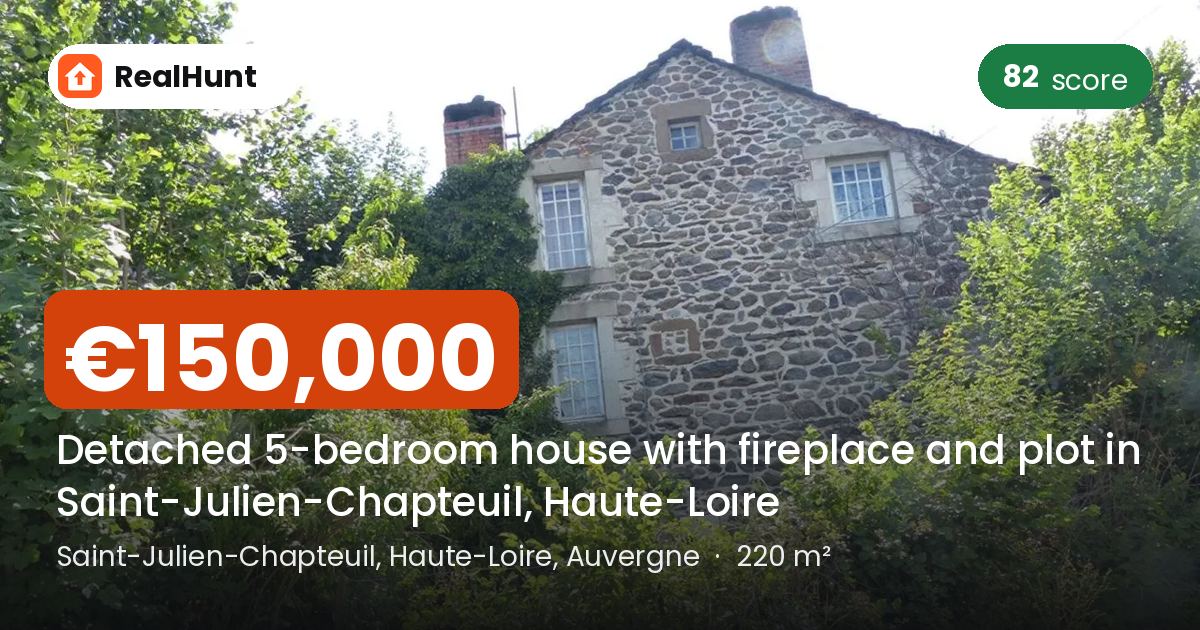 RealHunt
82 score
€150,000
Detached 5-bedroom house with fireplace and plot in
Saint-Julien-Chapteuil, Haute-Loire
Saint-Julien-Chapteuil, Haute-Loire, Auvergne · 220 m²